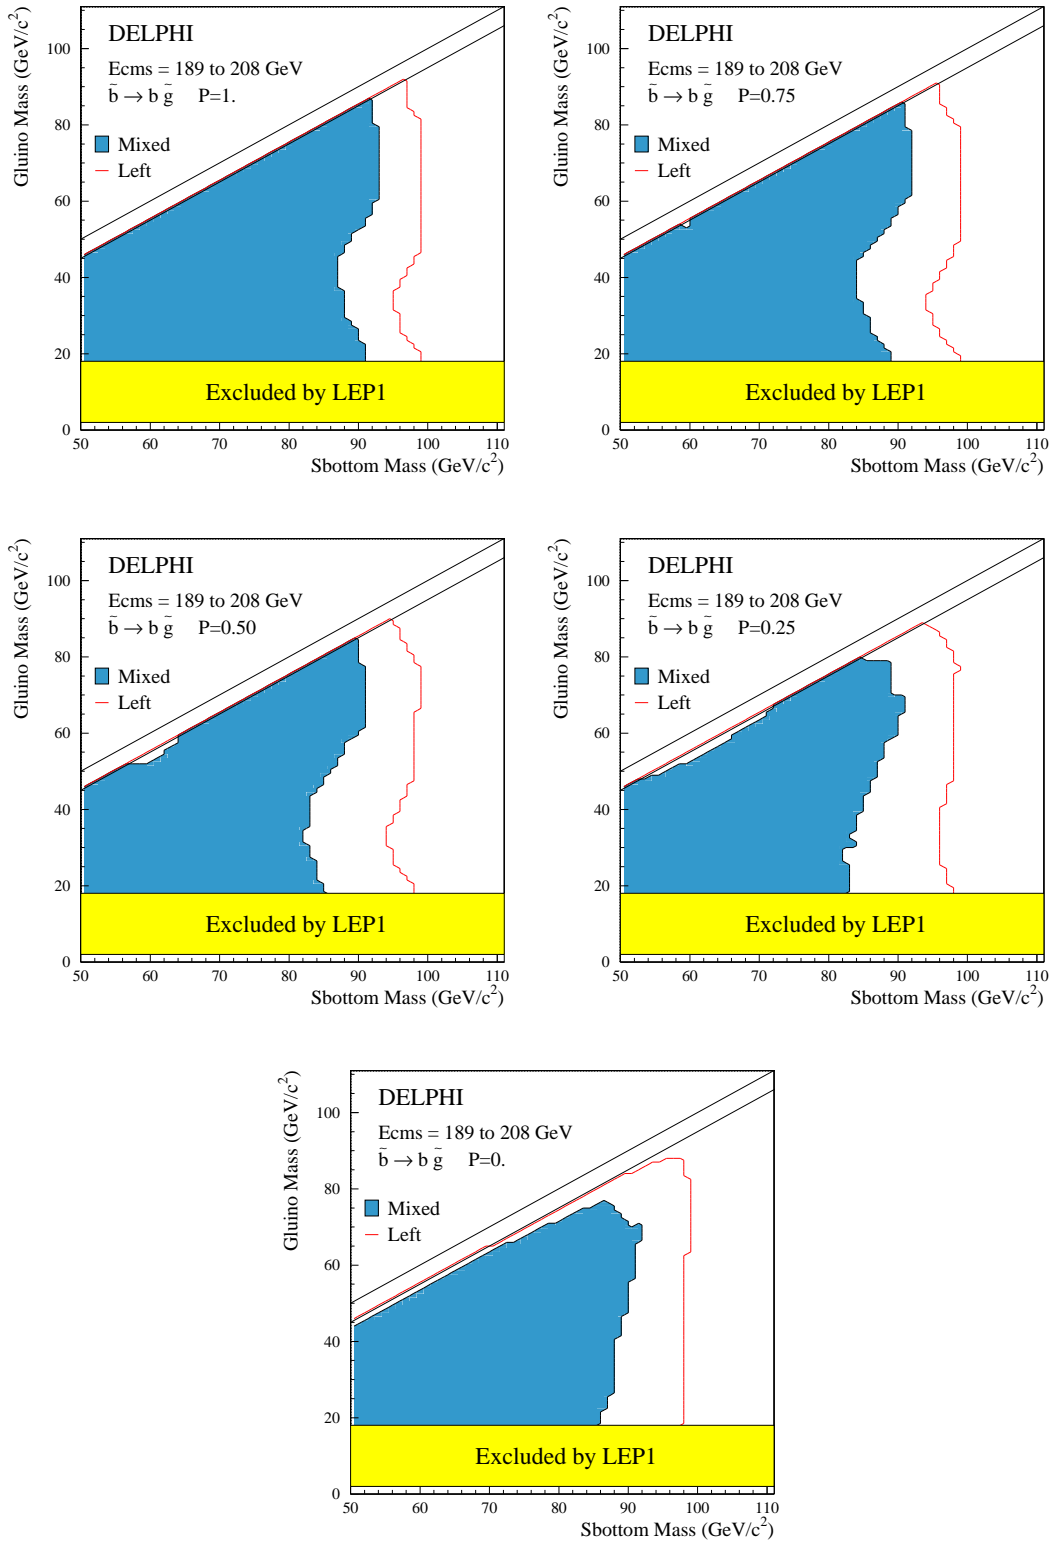 DELPHI
Ecms = 189 to 208 GeV
b̃ → b g̃ P=1.
Mixed
Left
Excluded by LEP1
Gluino Mass (GeV/c²)
0
20
40
60
80
100
50 60 70 80 90 100 110
Sbottom Mass (GeV/c²)
DELPHI
Ecms = 189 to 208 GeV
b̃ → b g̃ P=0.75
Mixed
Left
Excluded by LEP1
Gluino Mass (GeV/c²)
0
20
40
60
80
100
50 60 70 80 90 100 110
Sbottom Mass (GeV/c²)
DELPHI
Ecms = 189 to 208 GeV
b̃ → b g̃ P=0.50
Mixed
Left
Excluded by LEP1
Gluino Mass (GeV/c²)
0
20
40
60
80
100
50 60 70 80 90 100 110
Sbottom Mass (GeV/c²)
DELPHI
Ecms = 189 to 208 GeV
b̃ → b g̃ P=0.25
Mixed
Left
Excluded by LEP1
Gluino Mass (GeV/c²)
0
20
40
60
80
100
50 60 70 80 90 100 110
Sbottom Mass (GeV/c²)
DELPHI
Ecms = 189 to 208 GeV
b̃ → b g̃ P=0.
Mixed
Left
Excluded by LEP1
Gluino Mass (GeV/c²)
0
20
40
60
80
100
50 60 70 80 90 100 110
Sbottom Mass (GeV/c²)